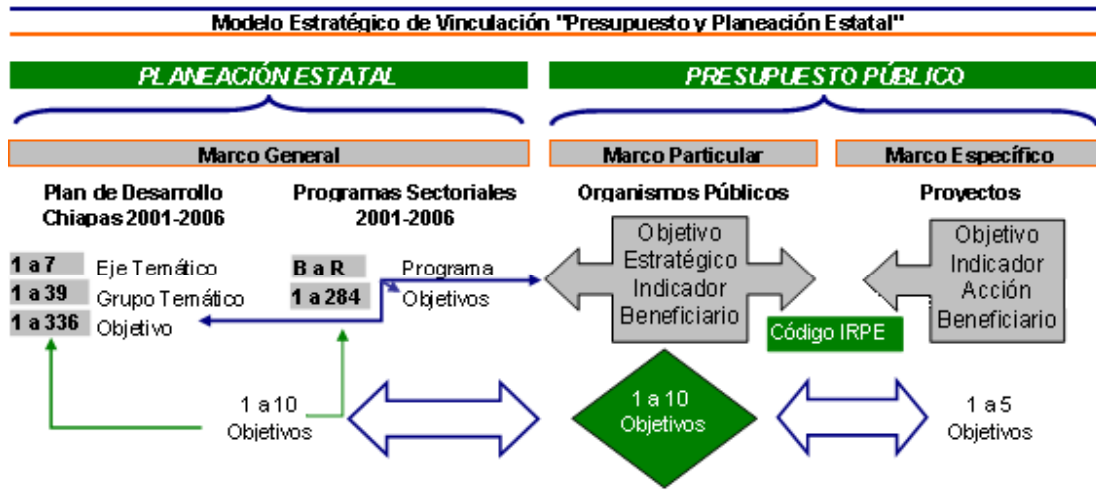 Modelo Estratégico de Vinculación "Presupuesto y Planeación Estatal"
PLANEACIÓN ESTATAL
PRESUPUESTO PÚBLICO
Marco General
Marco Particular
Marco Específico
Plan de Desarrollo
Chiapas 2001-2006
Programas Sectoriales
2001-2006
Organismos Públicos
Proyectos
1 a 7 Eje Temático
1 a 39 Grupo Temático
1 a 336 Objetivo
B a R Programa
1 a 284 Objetivos
Objetivo
Estratégico
Indicador
Beneficiario
Código IRPE
Objetivo
Indicador
Acción
Beneficiario
1 a 10
Objetivos
1 a 10
Objetivos
1 a 5
Objetivos